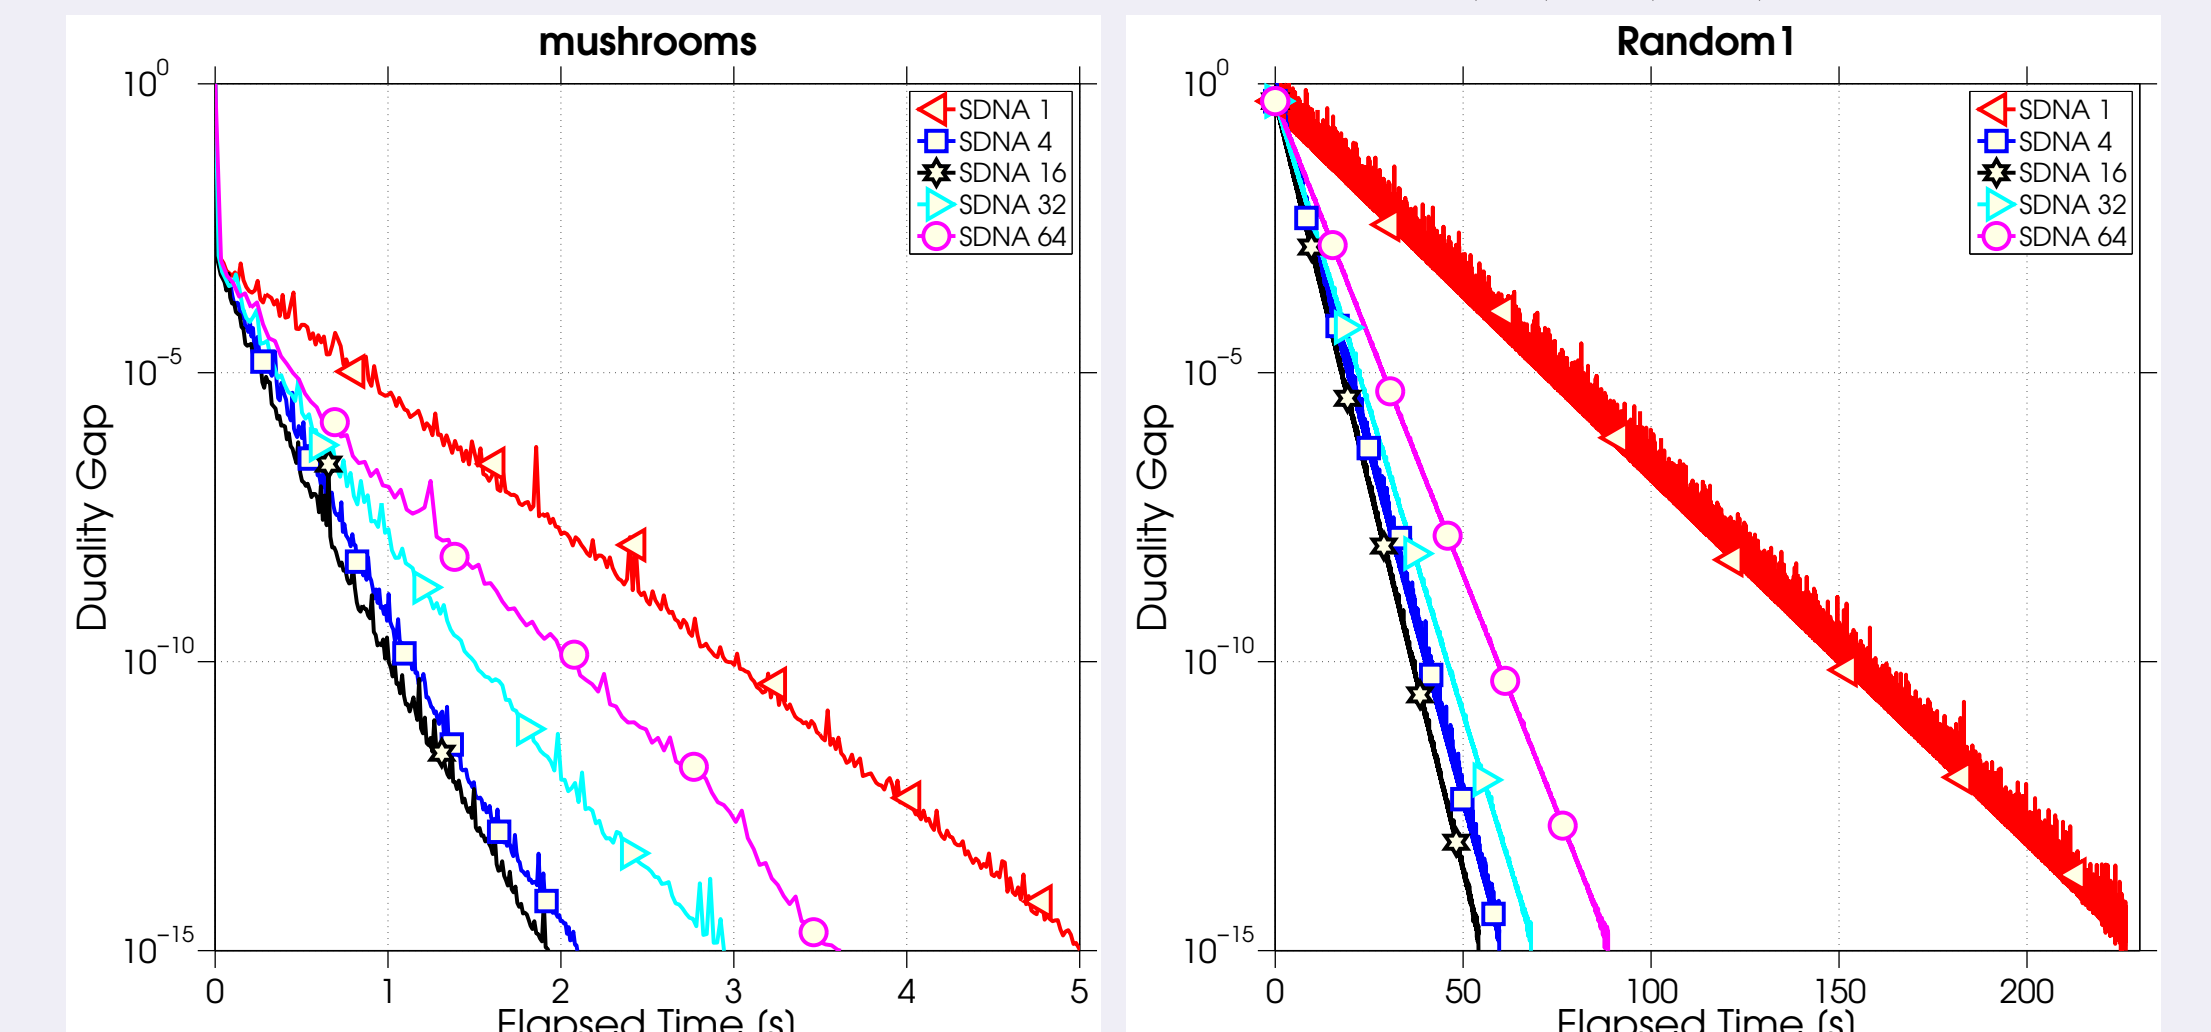 mushrooms
10^0
10^−5
10^−10
10^−15
Duality Gap
SDNA 1
SDNA 4
SDNA 16
SDNA 32
SDNA 64
0 1 2 3 4 5
Elapsed Time (s)
Random1
10^0
10^−5
10^−10
10^−15
Duality Gap
SDNA 1
SDNA 4
SDNA 16
SDNA 32
SDNA 64
0 50 100 150 200
Elapsed Time (s)